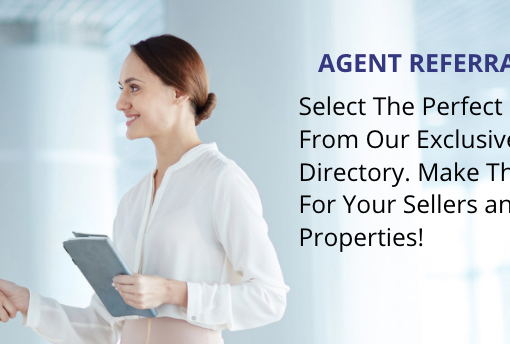 AGENT REFERRA
Select The Perfect
From Our Exclusive
Directory. Make Th
For Your Sellers an
Properties!